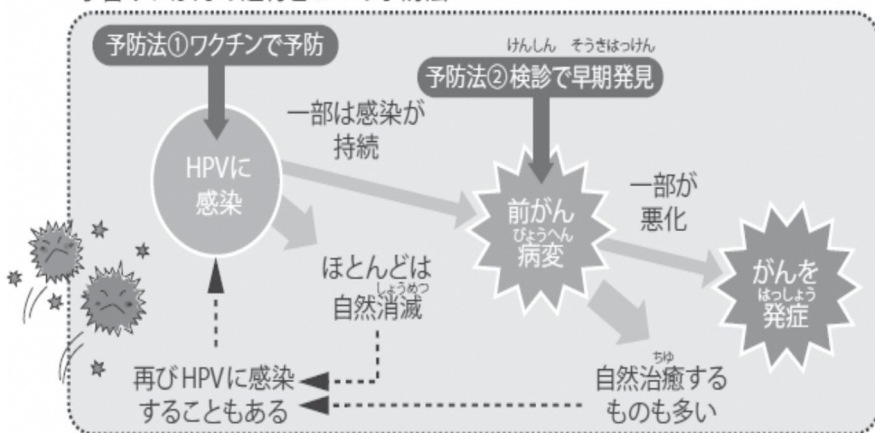 予防法①ワクチンで予防
けんしん そうきはっけん
予防法②検診で早期発見
HPVに
感染
一部は感染が
持続
前がん
びょうへん
病変
一部が
悪化
がんを
はっしょう
発症
ほとんどは
しょうめつ
自然消滅
再びHPVに感染
することもある
ちゆ
自然治癒する
ものも多い